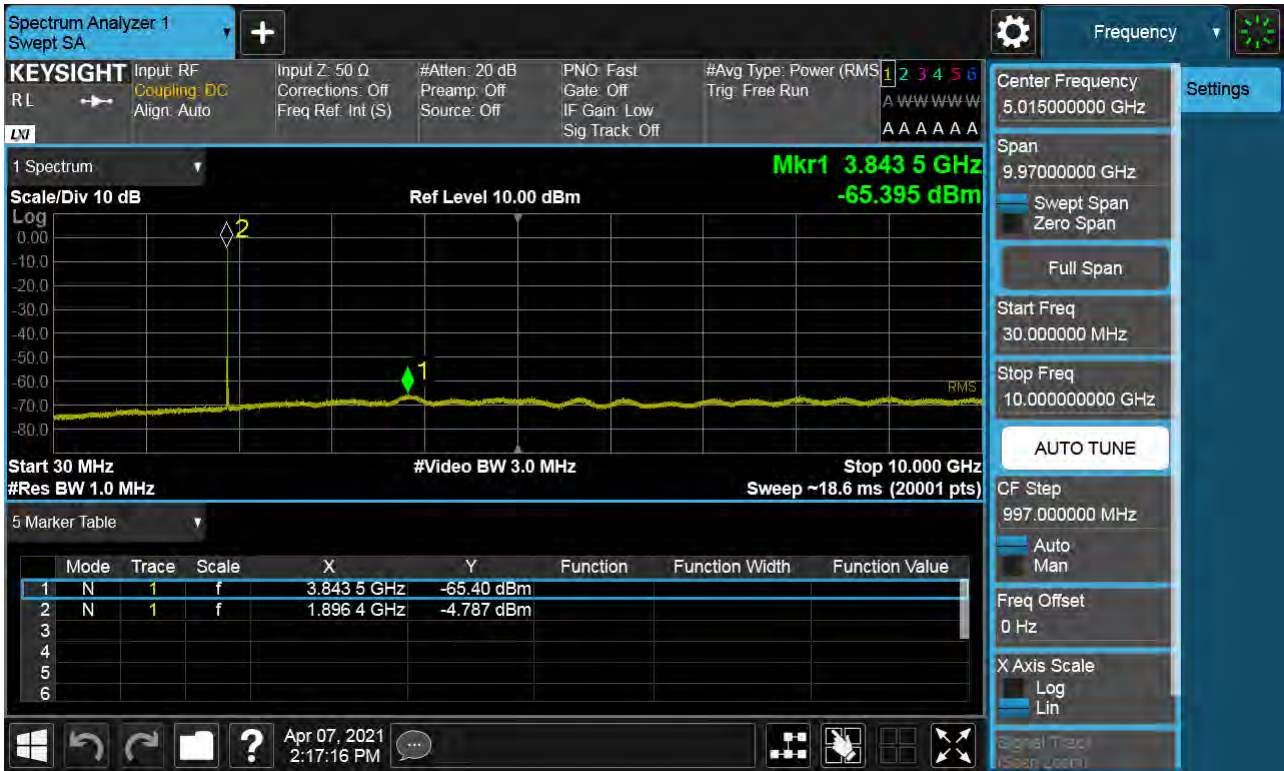 Spectrum Analyzer 1
Swept SA
+
Frequency
KEYSIGHT
R L
LXI
Input: RF
Coupling: DC
Align: Auto
Input Z: 50 Ω
Corrections: Off
Freq Ref: Int (S)
#Atten: 20 dB
Preamp: Off
Source: Off
PNO: Fast
Gate: Off
IF Gain: Low
Sig Track: Off
#Avg Type: Power (RMS
Trig: Free Run
1 2 3 4 5 6
A W W W W W
A A A A A A
1 Spectrum
Mkr1 3.843 5 GHz
-65.395 dBm
Scale/Div 10 dB
Ref Level 10.00 dBm
Log
0.00
-10.0
-20.0
-30.0
-40.0
-50.0
-60.0
-70.0
-80.0
2
1
RMS
Start 30 MHz
#Video BW 3.0 MHz
Stop 10.000 GHz
#Res BW 1.0 MHz
Sweep ~18.6 ms (20001 pts)
5 Marker Table
Mode Trace Scale X Y Function Function Width Function Value
1 N 1 f 3.843 5 GHz -65.40 dBm
2 N 1 f 1.896 4 GHz -4.787 dBm
3
4
5
6
Apr 07, 2021
2:17:16 PM
?
Center Frequency
5.015000000 GHz
Settings
Span
9.97000000 GHz
Swept Span
Zero Span
Full Span
Start Freq
30.000000 MHz
Stop Freq
10.000000000 GHz
AUTO TUNE
CF Step
997.000000 MHz
Auto
Man
Freq Offset
0 Hz
X Axis Scale
Log
Lin
Signal Track
(Span Zoom)